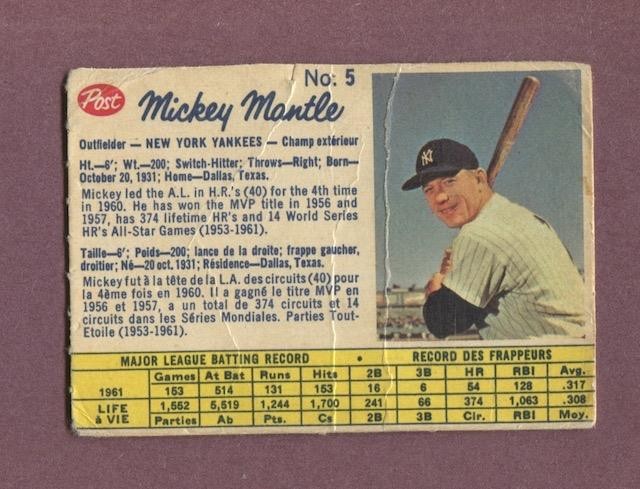 No: 5
Post
Mickey Mantle
Outfielder — NEW YORK YANKEES — Champ extérieur
Ht.—6'; Wt.—200; Switch-Hitter; Throws—Right; Born—
October 20, 1931; Home—Dallas, Texas.
Mickey led the A.L. in H.R.'s (40) for the 4th time
in 1960. He has won the MVP title in 1956 and
1957, has 374 lifetime HR's and 14 World Series
HR's All-Star Games (1953-1961).
Taille—6'; Poids—200; lance de la droite; frappe gaucher,
droitier; Né—20 oct. 1931; Résidence—Dallas, Texas.
Mickey fut à la tête de la L.A. des circuits (40) pour
la 4ème fois en 1960. Il a gagné le titre MVP en
1956 et 1957, a un total de 374 circuits et 14
circuits dans les Séries Mondiales. Parties Tout-
Etoile (1953-1961).
NY
MAJOR LEAGUE BATTING RECORD • RECORD DES FRAPPEURS
Games At Bat Runs Hits 2B 3B HR RBI Avg.
1961 153 514 131 153 16 6 54 128 .317
LIFE à VIE 1,552 5,519 1,244 1,700 241 66 374 1,063 .308
Parties Ab Pts. Cs 2B 3B Cir. RBI Moy.